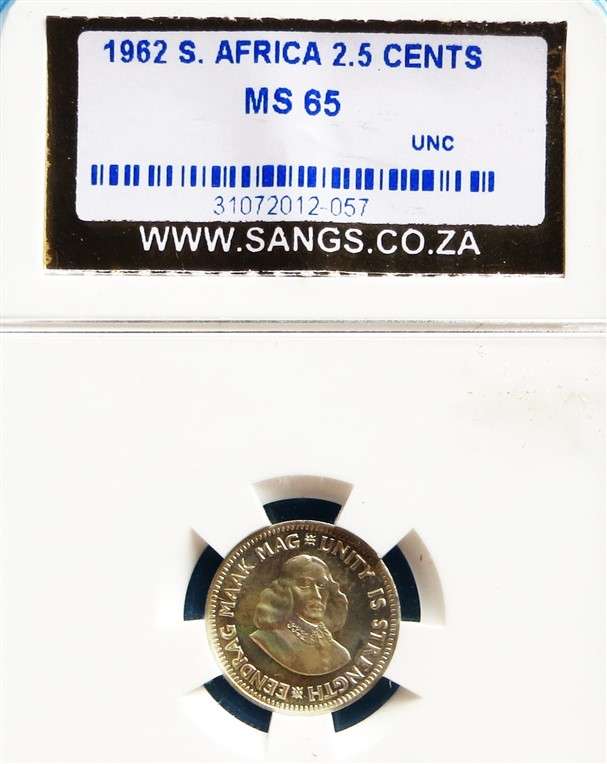 1962 S. AFRICA 2.5 CENTS
MS 65
UNC
31072012-057
WWW.SANGS.CO.ZA
EENDRAG MAAK MAG ※ UNITY IS STRENGTH ※